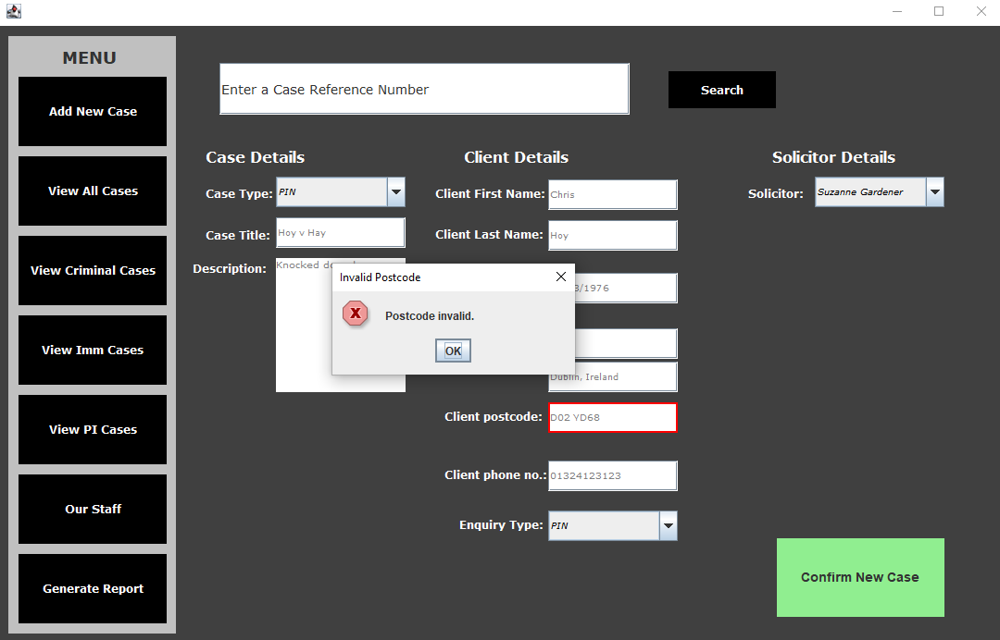 MENU
Add New Case
View All Cases
View Criminal Cases
View Imm Cases
View PI Cases
Our Staff
Generate Report
Enter a Case Reference Number
Search
Case Details
Case Type:
PIN
Case Title:
Hoy v Hay
Description:
Knocked
Client Details
Client First Name:
Chris
Client Last Name:
Hoy
/1976
Dublin, Ireland
Client postcode:
D02 YD68
Client phone no.:
01324123123
Enquiry Type:
PIN
Solicitor Details
Solicitor:
Suzanne Gardener
Invalid Postcode
Postcode invalid.
OK
Confirm New Case